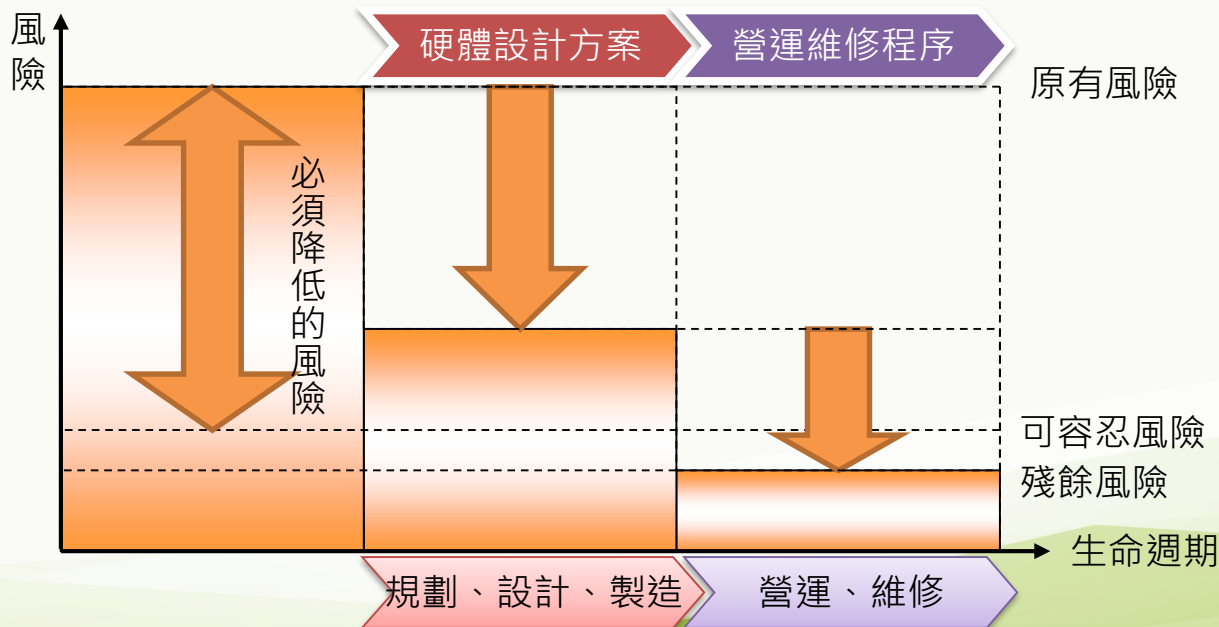 風險
硬體設計方案
營運維修程序
原有風險
必須降低的風險
可容忍風險
殘餘風險
生命週期
規劃、設計、製造
營運、維修